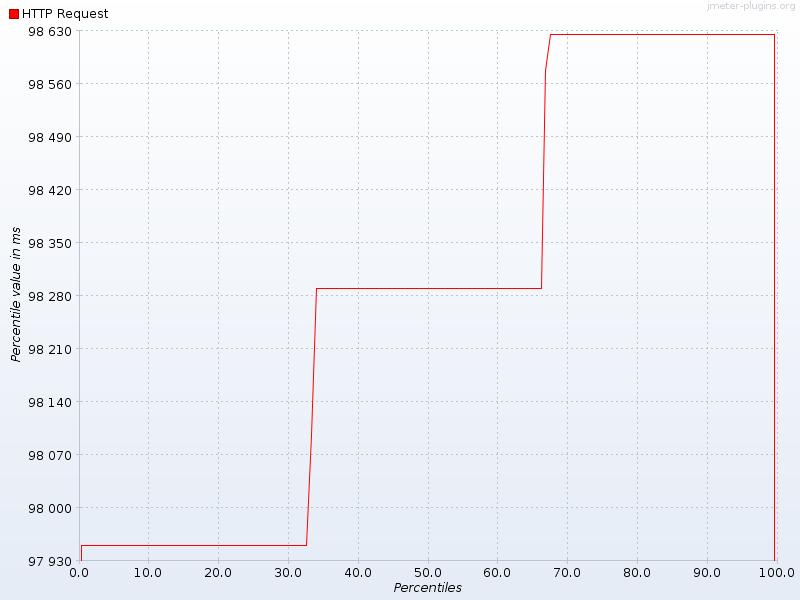 jmeter-plugins.org
HTTP Request
98 630
98 560
98 490
98 420
98 350
98 280
98 210
98 140
98 070
98 000
97 930
Percentile value in ms
0.0 10.0 20.0 30.0 40.0 50.0 60.0 70.0 80.0 90.0 100.0
Percentiles